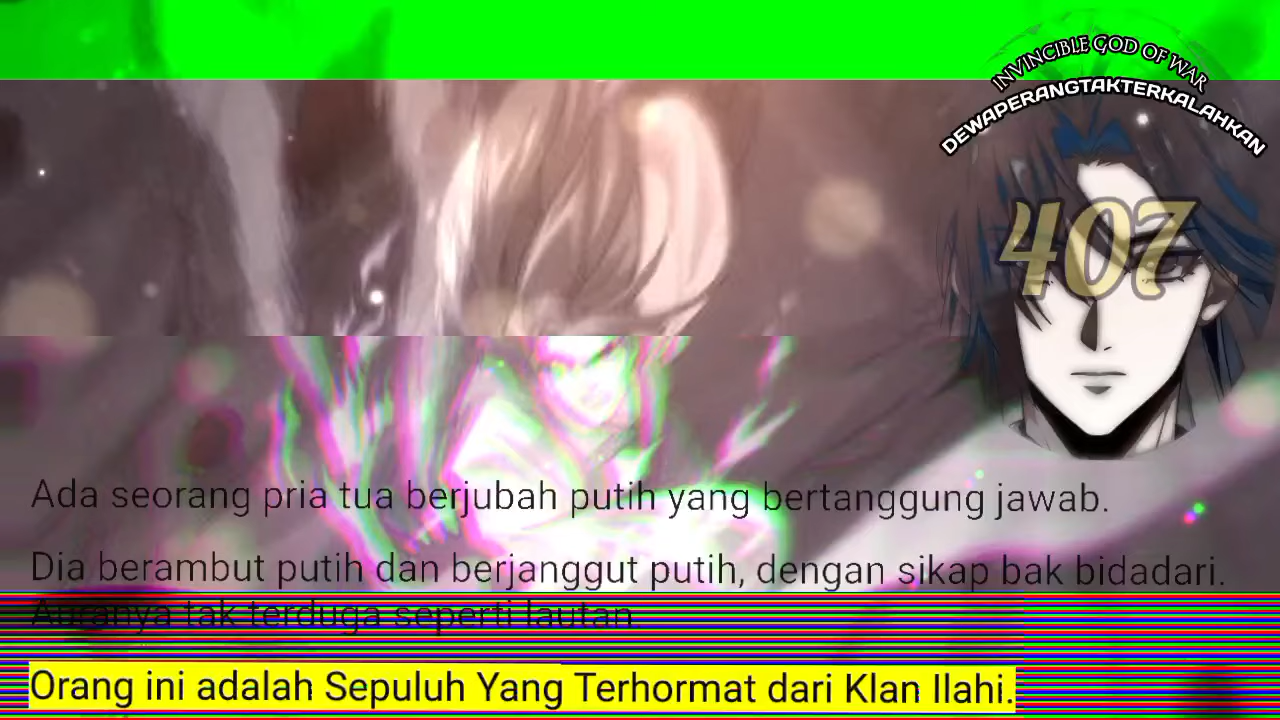 INVINCIBLE GOD OF WAR
DEWAPERANGTAKTERKALAHKAN
407
Ada seorang pria tua berjubah putih yang bertanggung jawab.
Dia berambut putih dan berjanggut putih, dengan sikap bak bidadari.
Auranya tak terduga seperti lautan
Orang ini adalah Sepuluh Yang Terhormat dari Klan Ilahi.